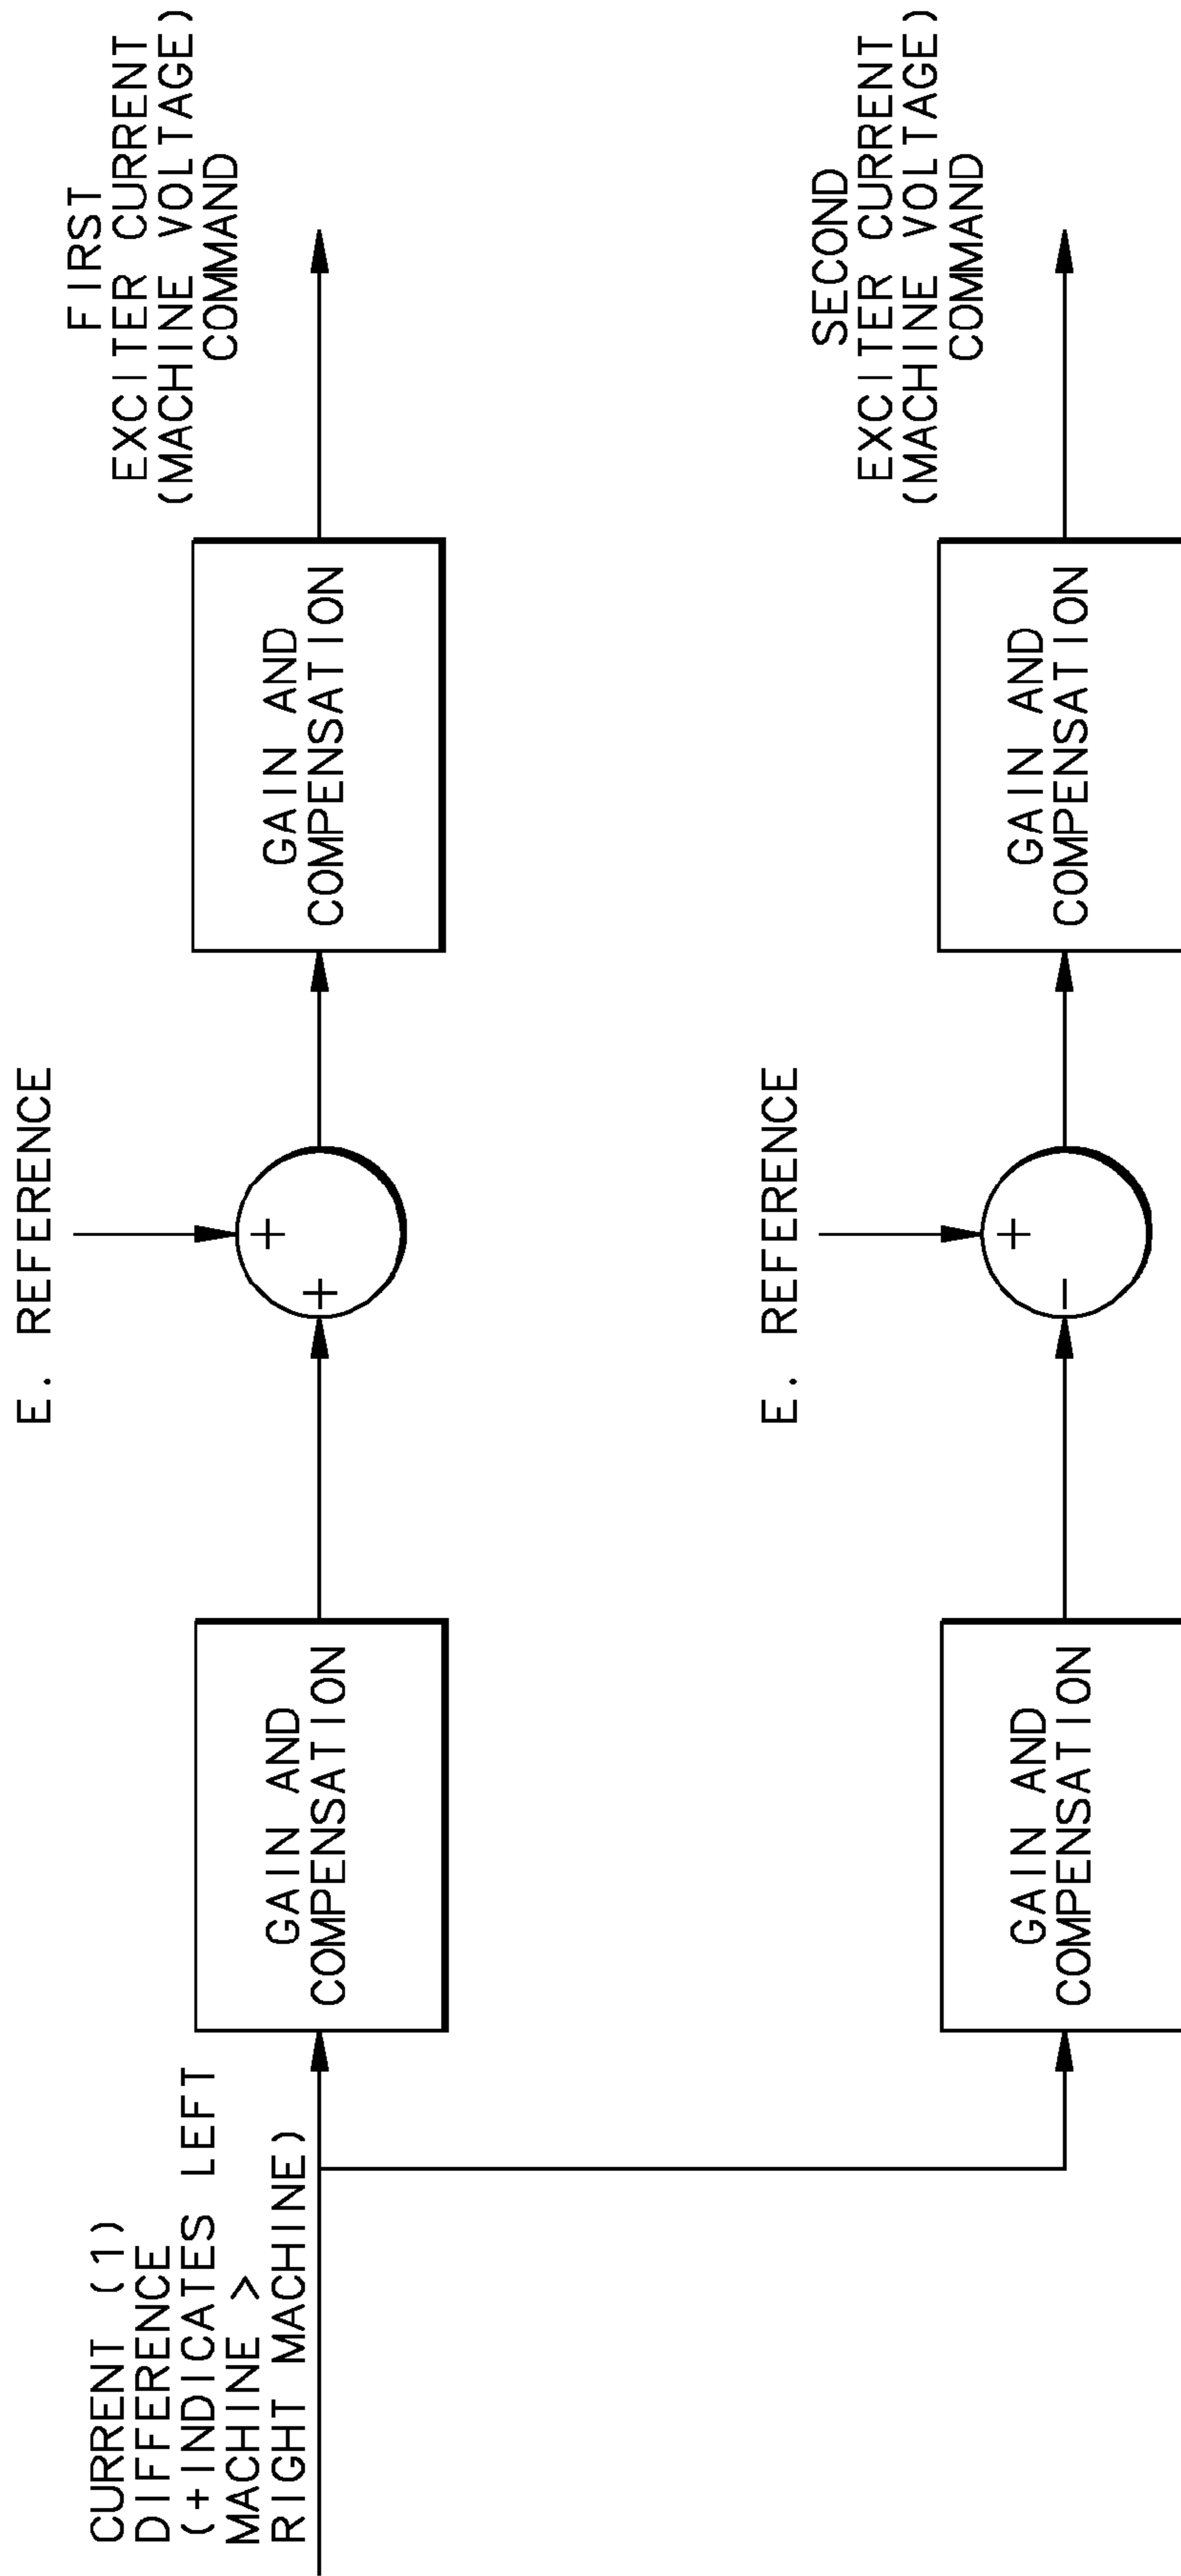 CURRENT (1)
DIFFERENCE
(+INDICATES LEFT
MACHINE >
RIGHT MACHINE)
GAIN AND
COMPENSATION
E. REFERENCE
+
+
GAIN AND
COMPENSATION
FIRST
EXCITER CURRENT
(MACHINE VOLTAGE)
COMMAND
GAIN AND
COMPENSATION
E. REFERENCE
+
-
GAIN AND
COMPENSATION
SECOND
EXCITER CURRENT
(MACHINE VOLTAGE)
COMMAND